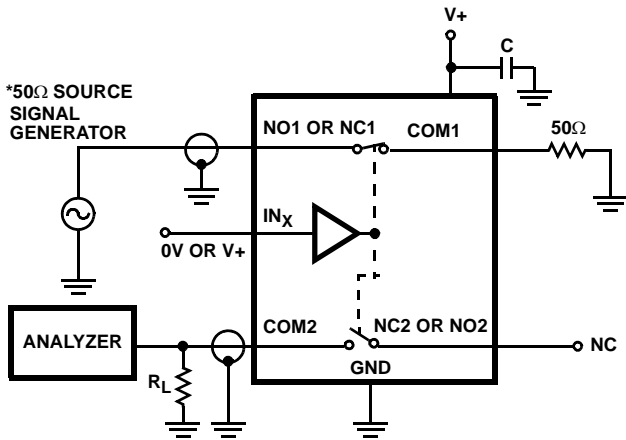 V+
C
*50Ω SOURCE
SIGNAL
GENERATOR
NO1 OR NC1
COM1
50Ω
INX
0V OR V+
ANALYZER
COM2
NC2 OR NO2
NC
RL
GND